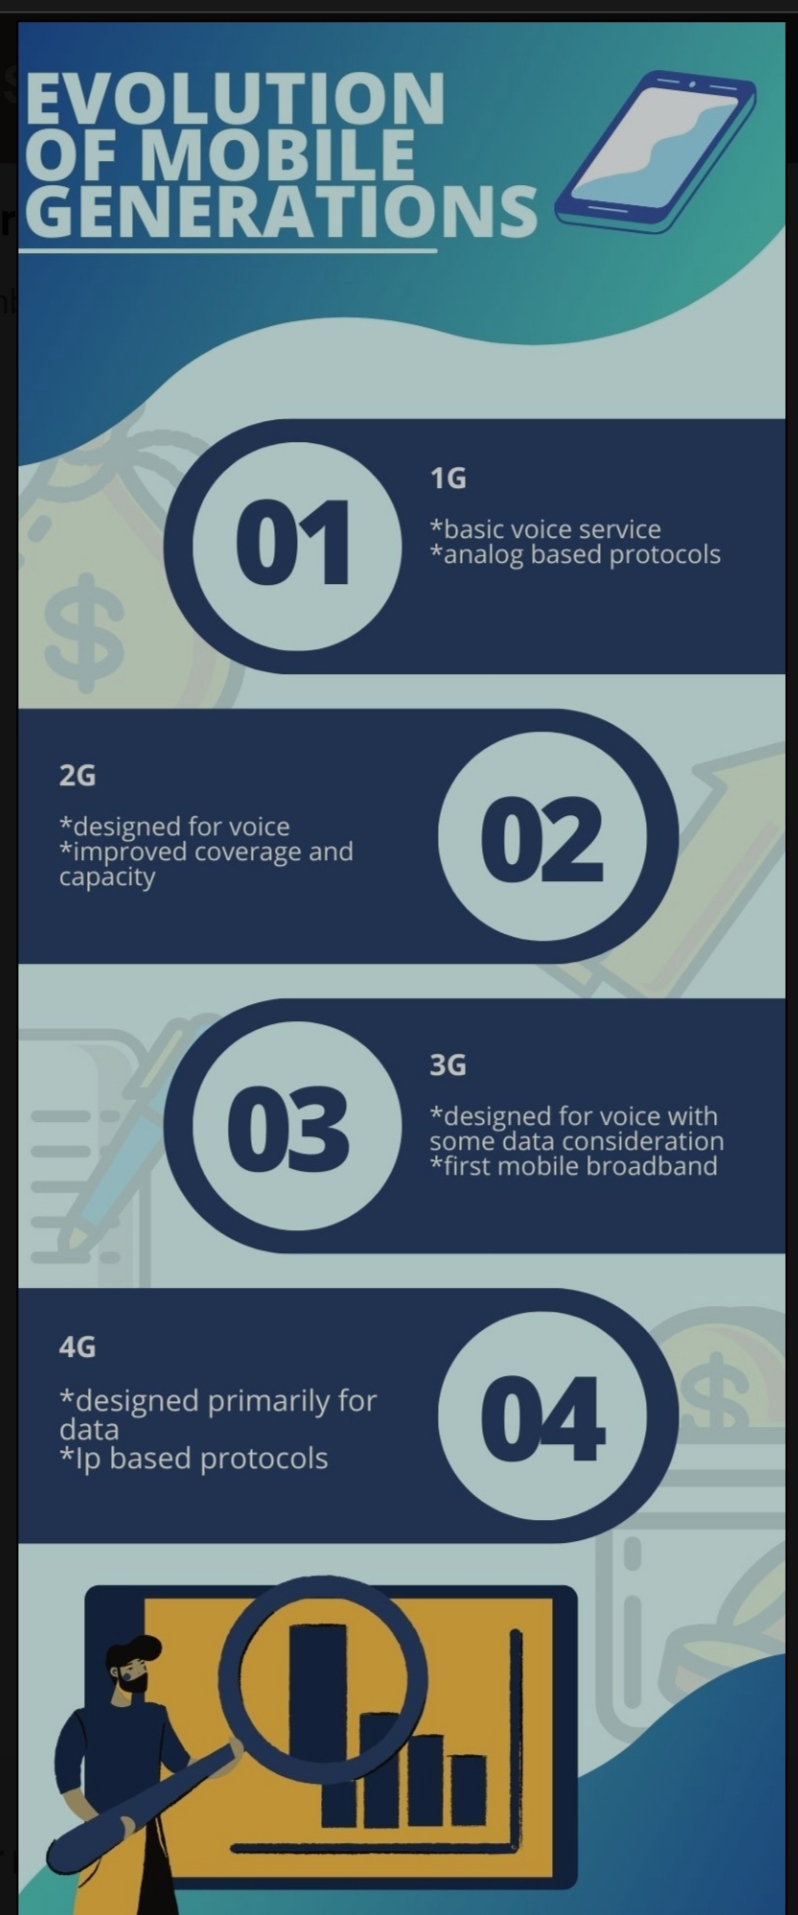 EVOLUTION
OF MOBILE
GENERATIONS
01
1G
*basic voice service
*analog based protocols
2G
*designed for voice
*improved coverage and
capacity
02
03
3G
*designed for voice with
some data consideration
*first mobile broadband
4G
*designed primarily for
data
*Ip based protocols
04